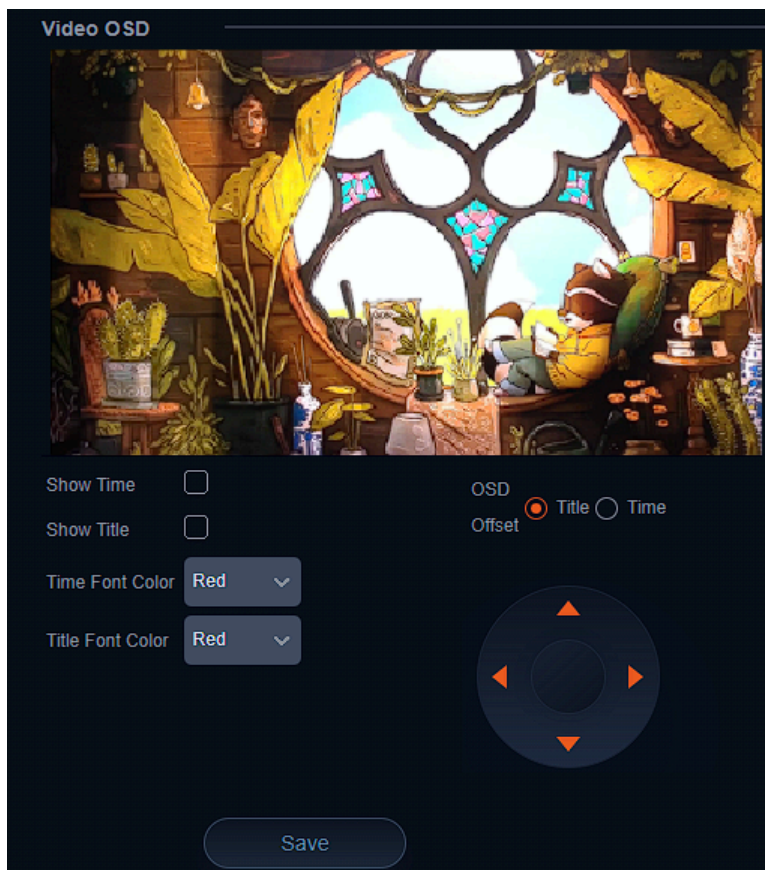 Video OSD
Show Time
Show Title
Time Font Color Red
Title Font Color Red
OSD
Offset
Title Time
Save